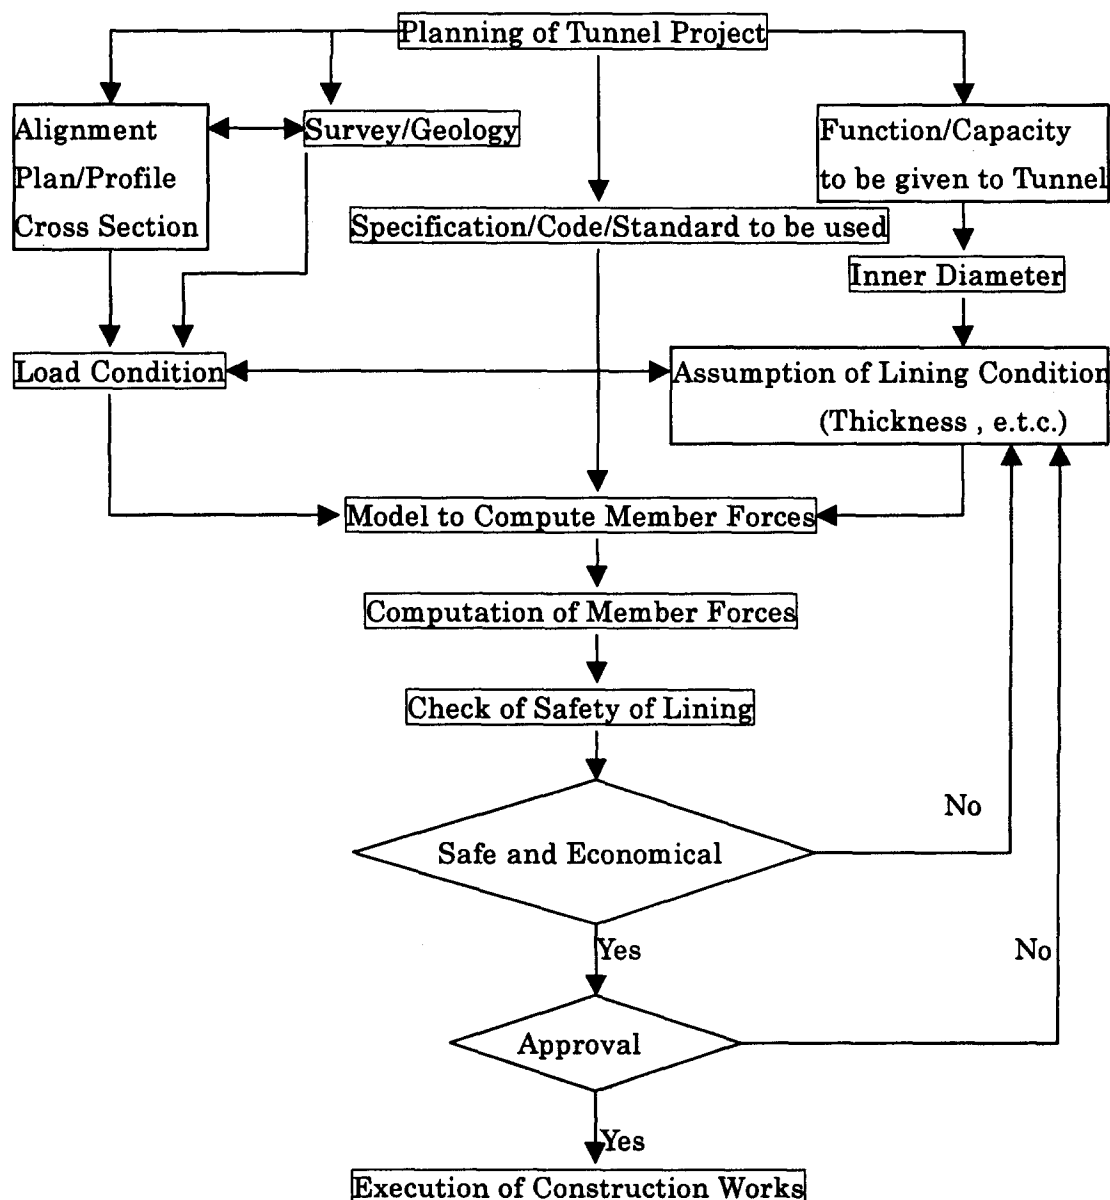 Planning of Tunnel Project
Alignment
Plan/Profile
Cross Section
Survey/Geology
Function/Capacity
to be given to Tunnel
Specification/Code/Standard to be used
Inner Diameter
Load Condition
Assumption of Lining Condition
(Thickness , e.t.c.)
Model to Compute Member Forces
Computation of Member Forces
Check of Safety of Lining
No
Safe and Economical
Yes
No
Approval
Yes
Execution of Construction Works